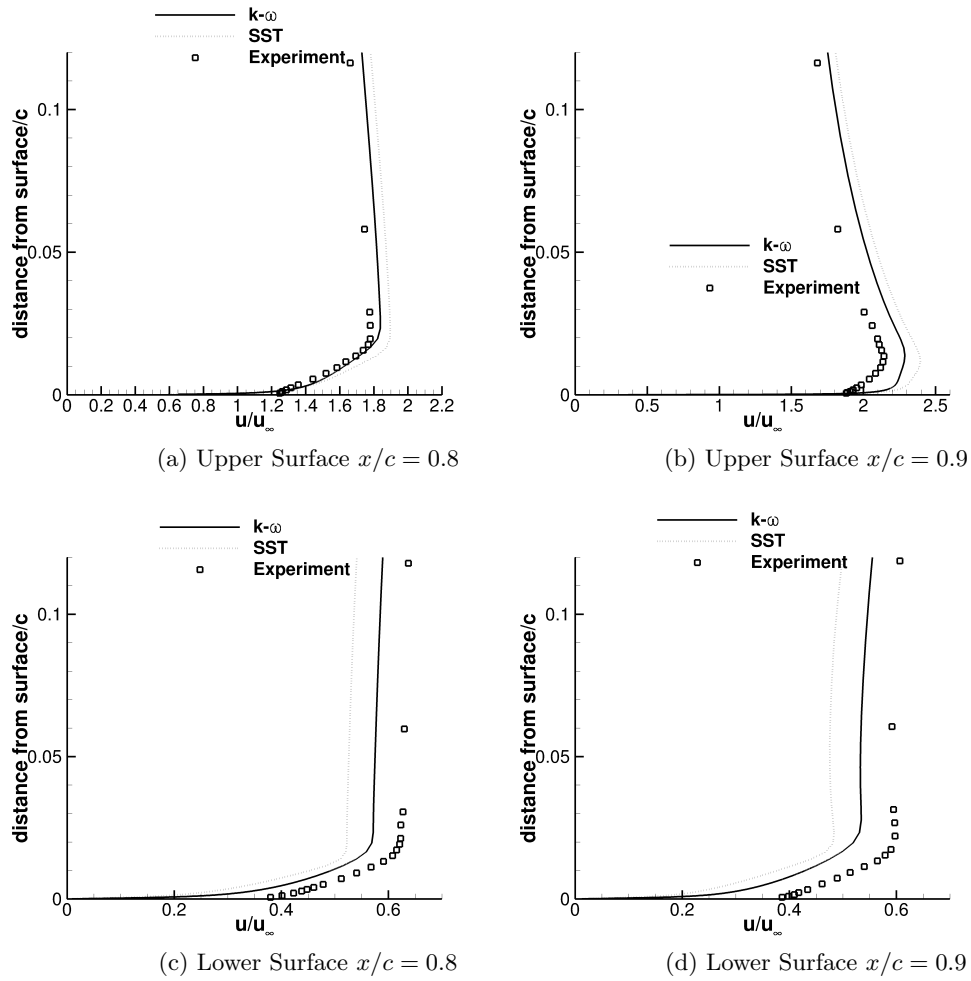 k-ω
SST
Experiment
distance from surface/c
0.1
0.05
0
0 0.2 0.4 0.6 0.8 1 1.2 1.4 1.6 1.8 2 2.2
u/u∞
(a) Upper Surface x/c = 0.8
k-ω
SST
Experiment
distance from surface/c
0.1
0.05
0
0 0.5 1 1.5 2 2.5
u/u∞
(b) Upper Surface x/c = 0.9
k-ω
SST
Experiment
distance from surface/c
0.1
0.05
0
0 0.2 0.4 0.6
u/u∞
(c) Lower Surface x/c = 0.8
k-ω
SST
Experiment
distance from surface/c
0.1
0.05
0
0 0.2 0.4 0.6
u/u∞
(d) Lower Surface x/c = 0.9